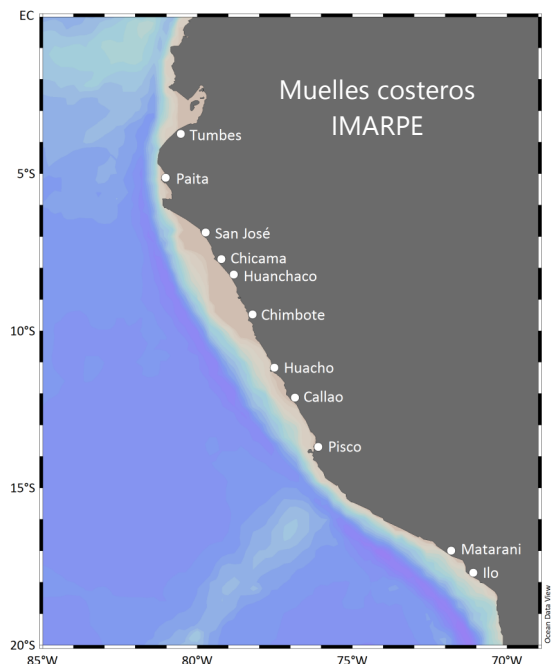 EC
Muelles costeros
IMARPE
Tumbes
5°S
Paita
San José
Chicama
Huanchaco
Chimbote
10°S
Huacho
Callao
Pisco
15°S
Matarani
Ilo
20°S
85°W
80°W
75°W
70°W
Ocean Data View